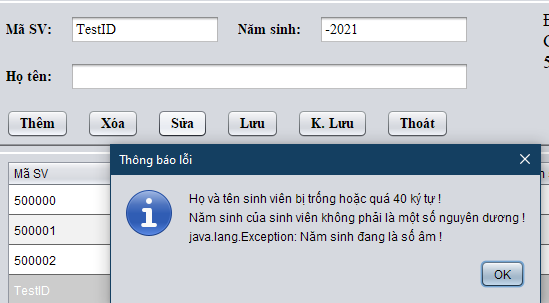 Mã SV: TestID Năm sinh: -2021
Họ tên:
Thêm Xóa Sửa Lưu K. Lưu Thoát
Thông báo lỗi
Mã SV
Họ và tên sinh viên bị trống hoặc quá 40 ký tự !
500000
Năm sinh của sinh viên không phải là một số nguyên dương !
500001
java.lang.Exception: Năm sinh đang là số âm !
500002
OK
TestID